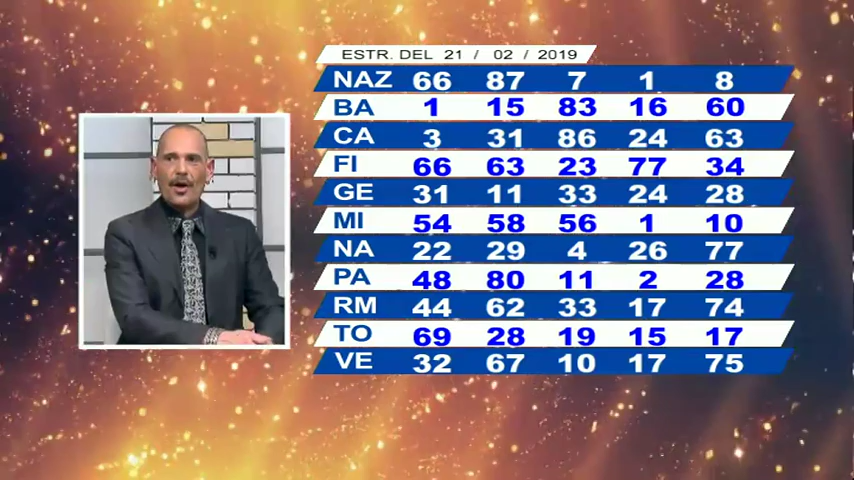 ESTR. DEL 21 / 02 / 2019
NAZ 66 87 7 1 8
BA 1 15 83 16 60
CA 3 31 86 24 63
FI 66 63 23 77 34
GE 31 11 33 24 28
MI 54 58 56 1 10
NA 22 29 4 26 77
PA 48 80 11 2 28
RM 44 62 33 17 74
TO 69 28 19 15 17
VE 32 67 10 17 75